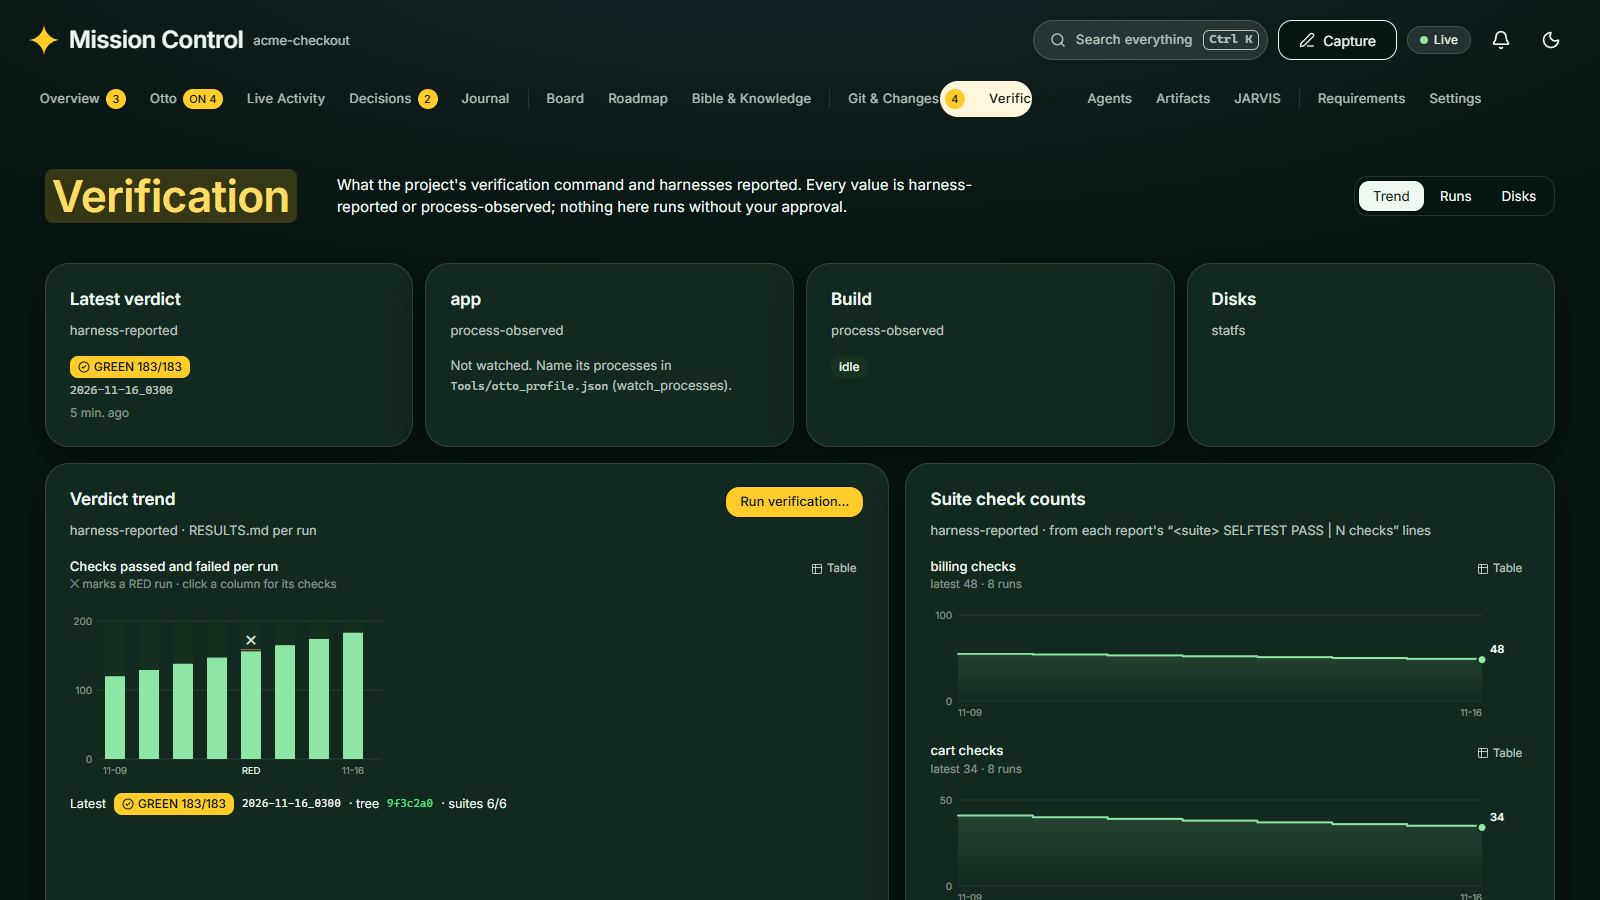 Mission Control acme-checkout
Search everything Ctrl K
Capture
Live
Overview 3
Otto ON 4
Live Activity
Decisions 2
Journal
Board
Roadmap
Bible & Knowledge
Git & Changes 4
Verification
Agents
Artifacts
JARVIS
Requirements
Settings
Verification
What the project's verification command and harnesses reported. Every value is harness-
reported or process-observed; nothing here runs without your approval.
Trend Runs Disks
Latest verdict
harness-reported
GREEN 183/183
2026-11-16_0300
5 min. ago
app
process-observed
Not watched. Name its processes in
Tools/otto_profile.json (watch_processes).
Build
process-observed
idle
Disks
statfs
Verdict trend
Run verification...
harness-reported · RESULTS.md per run
Checks passed and failed per run
Table
✕ marks a RED run · click a column for its checks
200
100
0
11-09 RED 11-16
Latest GREEN 183/183 2026-11-16_0300 · tree 9f3c2a0 · suites 6/6
Suite check counts
harness-reported · from each report's “<suite> SELFTEST PASS | N checks” lines
billing checks
Table
latest 48 · 8 runs
100
48
0
11-09 11-16
cart checks
Table
latest 34 · 8 runs
50
34
0
11-09 11-16